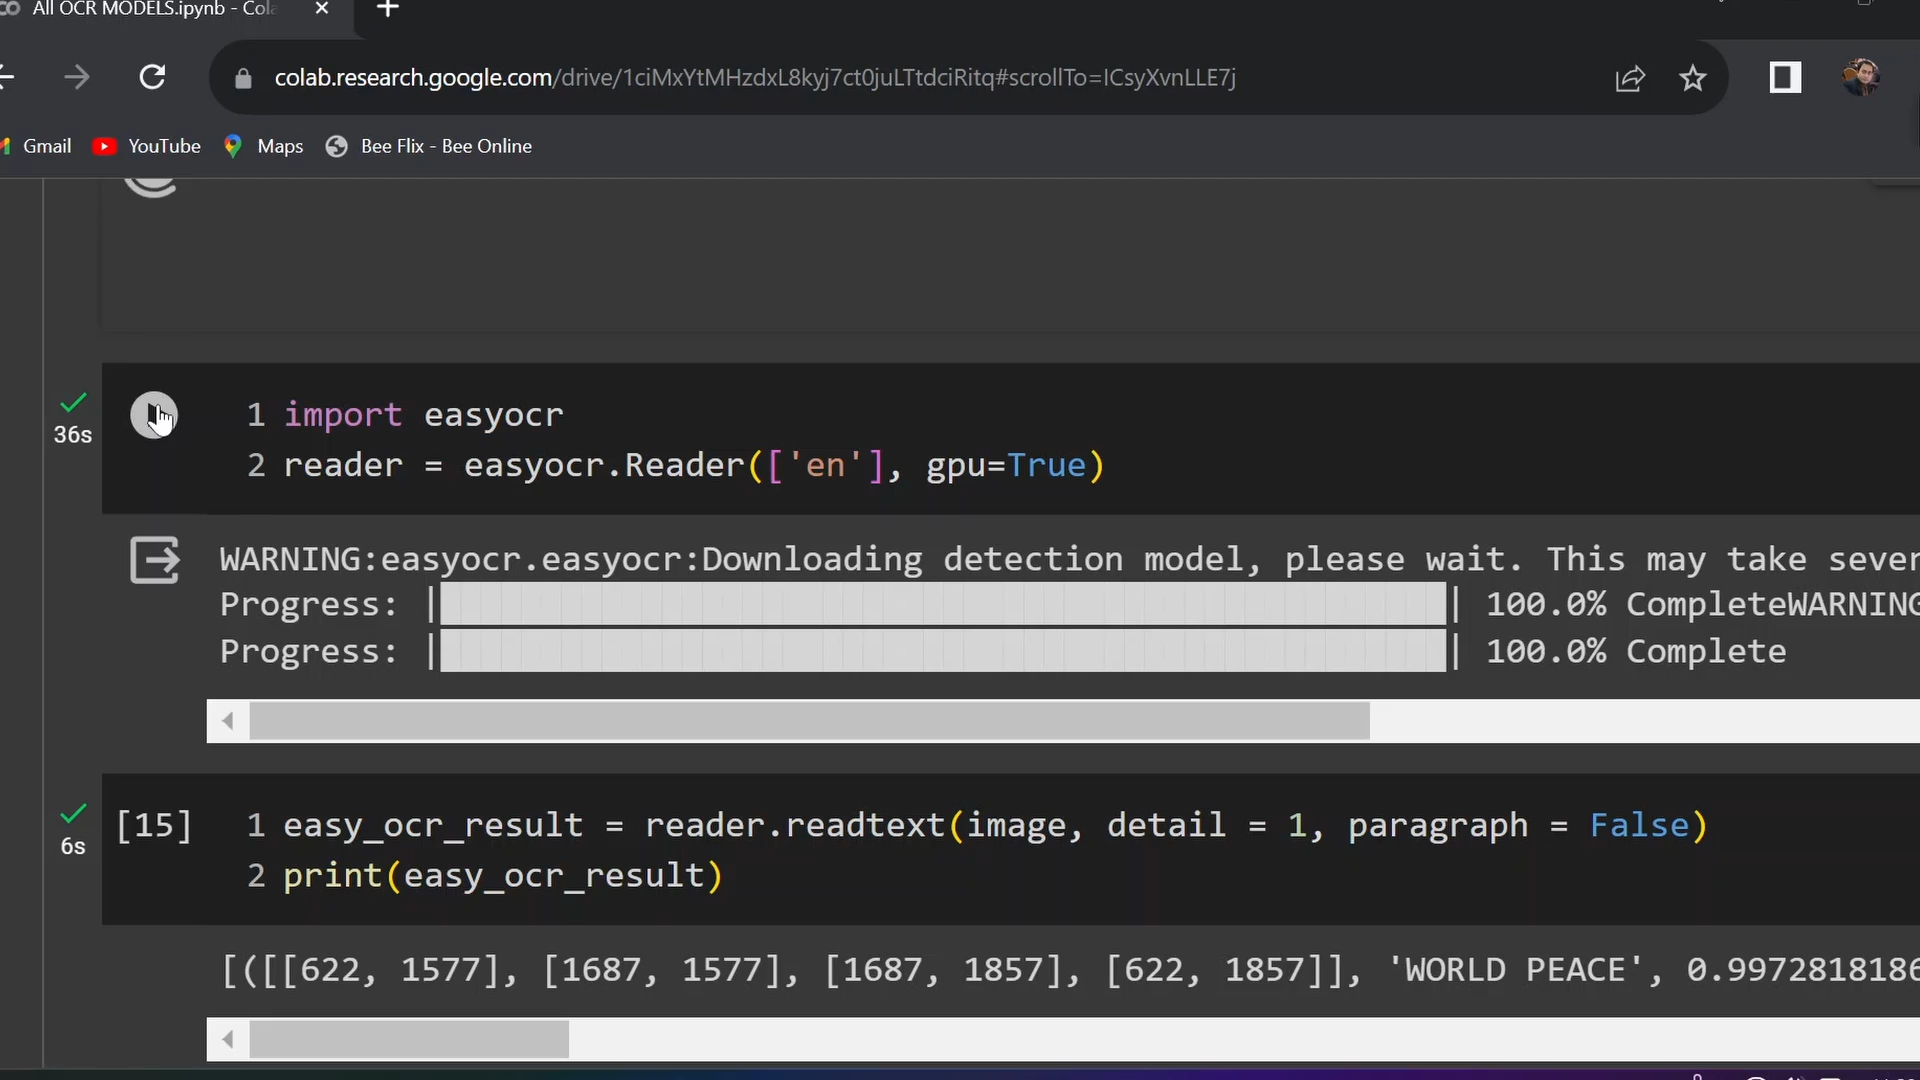 All OCR MODELS.ipynb - Cola
colab.research.google.com/drive/1ciMxYtMHzdxL8kyj7ct0juLTtdciRitq#scrollTo=ICsyXvnLLE7j
Gmail YouTube Maps Bee Flix - Bee Online
1 import easyocr
36s
2 reader = easyocr.Reader(['en'], gpu=True)
WARNING:easyocr.easyocr:Downloading detection model, please wait. This may take sever
Progress: | | 100.0% CompleteWARNING
Progress: | | 100.0% Complete
[15] 1 easy_ocr_result = reader.readtext(image, detail = 1, paragraph = False)
6s
2 print(easy_ocr_result)
[([[622, 1577], [1687, 1577], [1687, 1857], [622, 1857]], 'WORLD PEACE', 0.9972818186